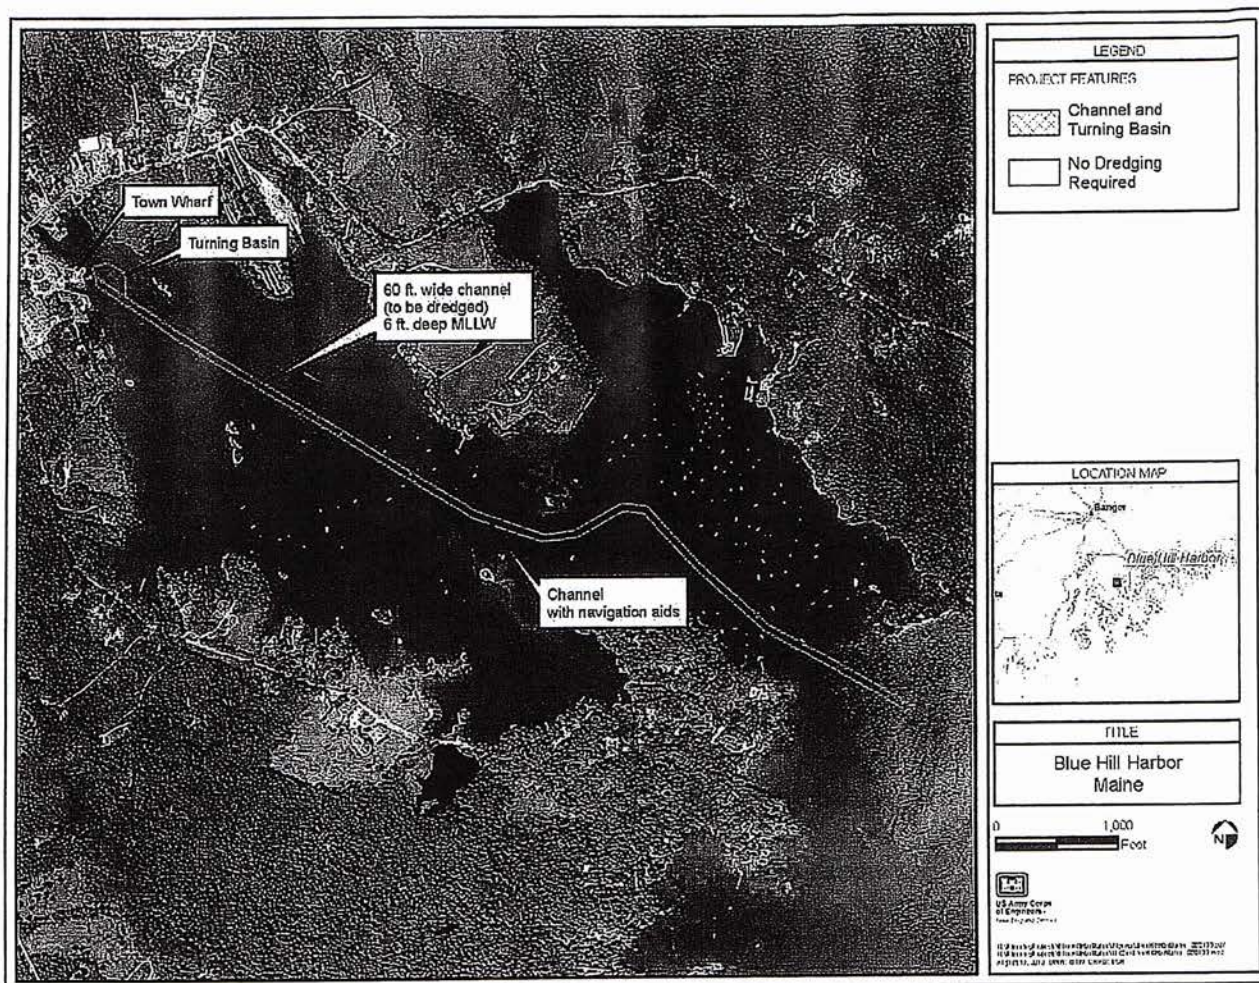 Town Wharf
Turning Basin
60 ft. wide channel
(to be dredged)
6 ft. deep MLLW
Channel
with navigation aids
LEGEND
PROJECT FEATURES
Channel and
Turning Basin
No Dredging
Required
LOCATION MAP
Bangor
Blue Hill Harbor
TITLE
Blue Hill Harbor
Maine
0 1,000
Feet
N
US Army Corps
of Engineers